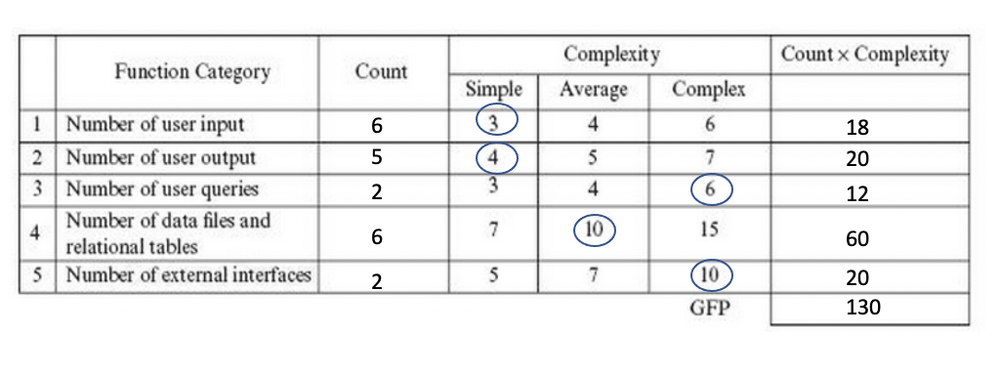 Function Category Count Complexity Count × Complexity
Simple Average Complex
1 Number of user input 6 3 4 6 18
2 Number of user output 5 4 5 7 20
3 Number of user queries 2 3 4 6 12
4 Number of data files and relational tables 6 7 10 15 60
5 Number of external interfaces 2 5 7 10 20
GFP 130